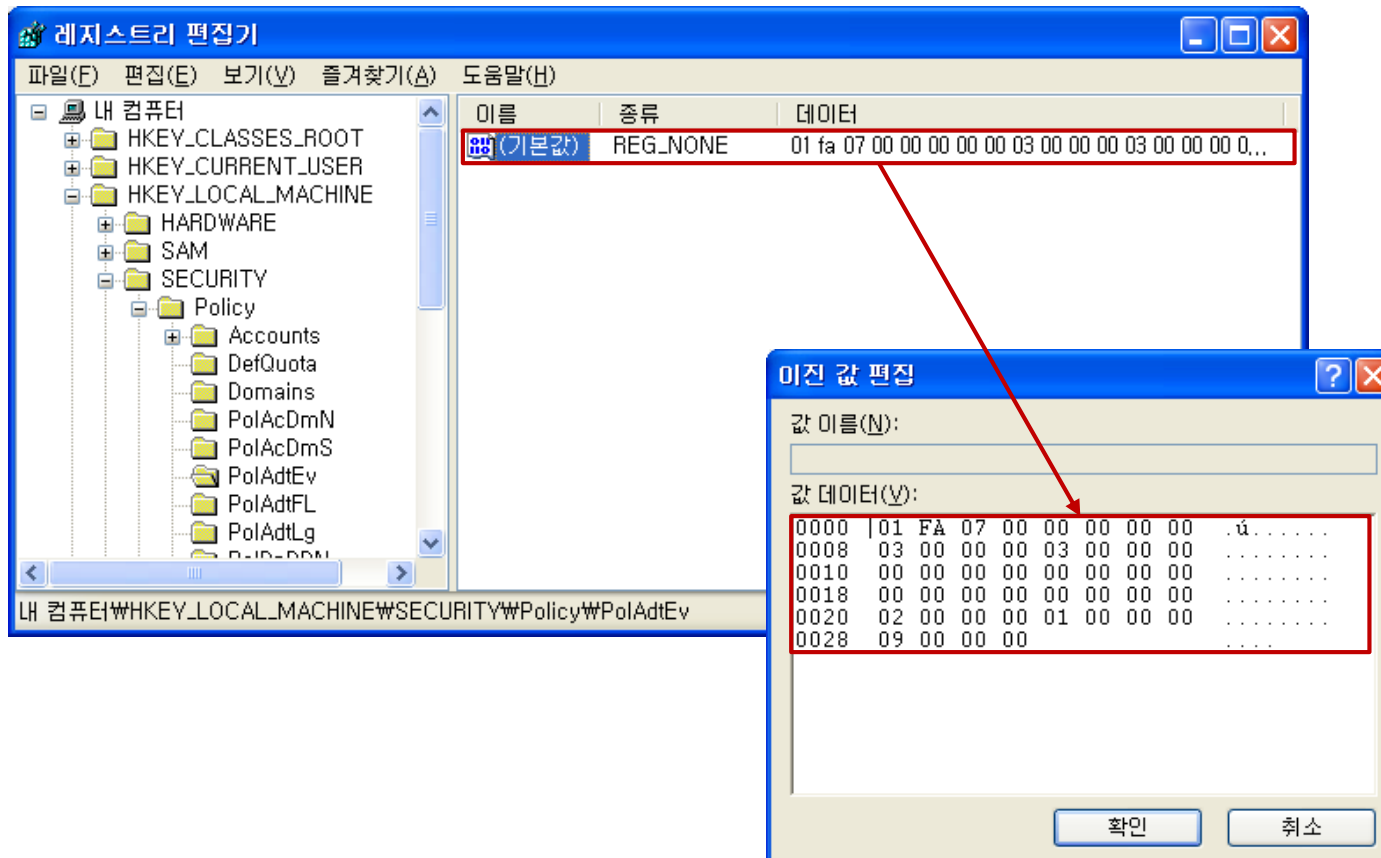 레지스트리 편집기
파일(F) 편집(E) 보기(V) 즐겨찾기(A) 도움말(H)
내 컴퓨터
HKEY_CLASSES_ROOT
HKEY_CURRENT_USER
HKEY_LOCAL_MACHINE
HARDWARE
SAM
SECURITY
Policy
Accounts
DefQuota
Domains
PolAcDmN
PolAcDmS
PolAdtEv
PolAdtFL
PolAdtLg
이름 종류 데이터
(기본값) REG_NONE 01 fa 07 00 00 00 00 00 03 00 00 00 03 00 00 00 0...
내 컴퓨터₩HKEY_LOCAL_MACHINE₩SECURITY₩Policy₩PolAdtEv
이진 값 편집
값 이름(N):
값 데이터(V):
0000 01 FA 07 00 00 00 00 00 .ú......
0008 03 00 00 00 03 00 00 00 ........
0010 00 00 00 00 00 00 00 00 ........
0018 00 00 00 00 00 00 00 00 ........
0020 02 00 00 00 01 00 00 00 ........
0028 09 00 00 00 ....
확인 취소